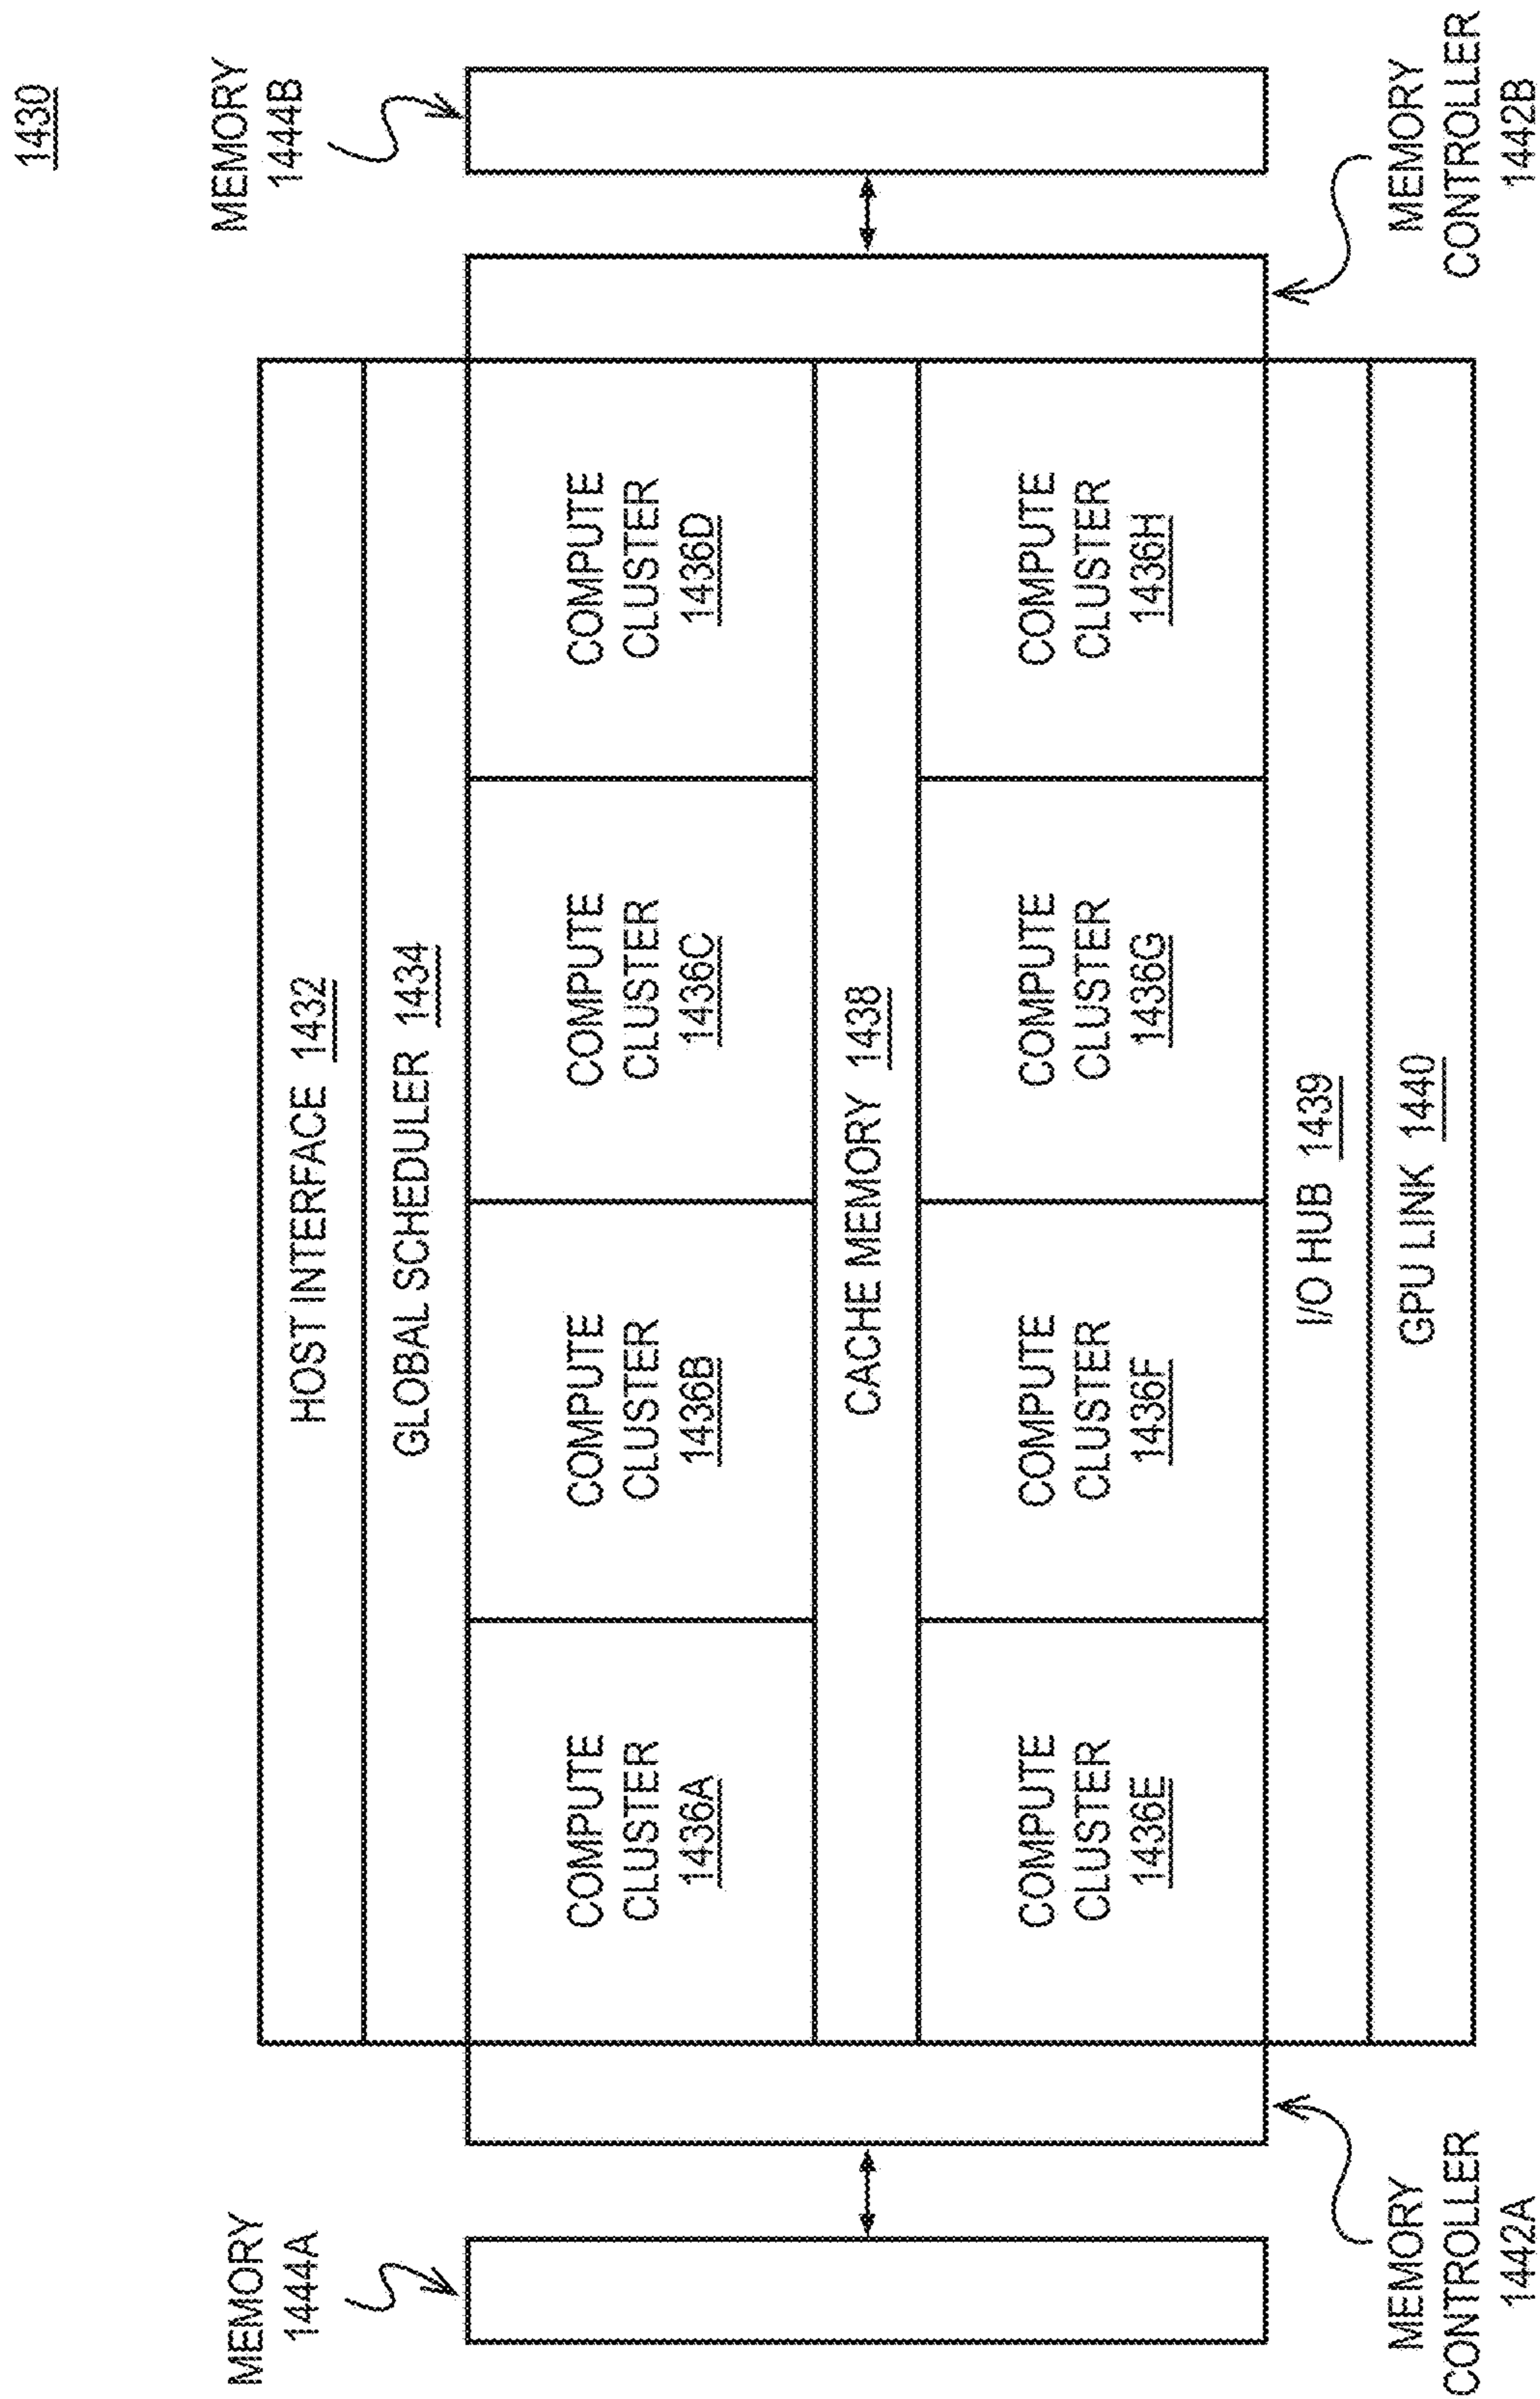 1430
MEMORY
1444A
MEMORY
1444B
HOST INTERFACE 1432
GLOBAL SCHEDULER 1434
COMPUTE
CLUSTER
1436A
COMPUTE
CLUSTER
1436B
COMPUTE
CLUSTER
1436C
COMPUTE
CLUSTER
1436D
CACHE MEMORY 1438
COMPUTE
CLUSTER
1436E
COMPUTE
CLUSTER
1436F
COMPUTE
CLUSTER
1436G
COMPUTE
CLUSTER
1436H
I/O HUB 1439
GPU LINK 1440
MEMORY
CONTROLLER
1442A
MEMORY
CONTROLLER
1442B